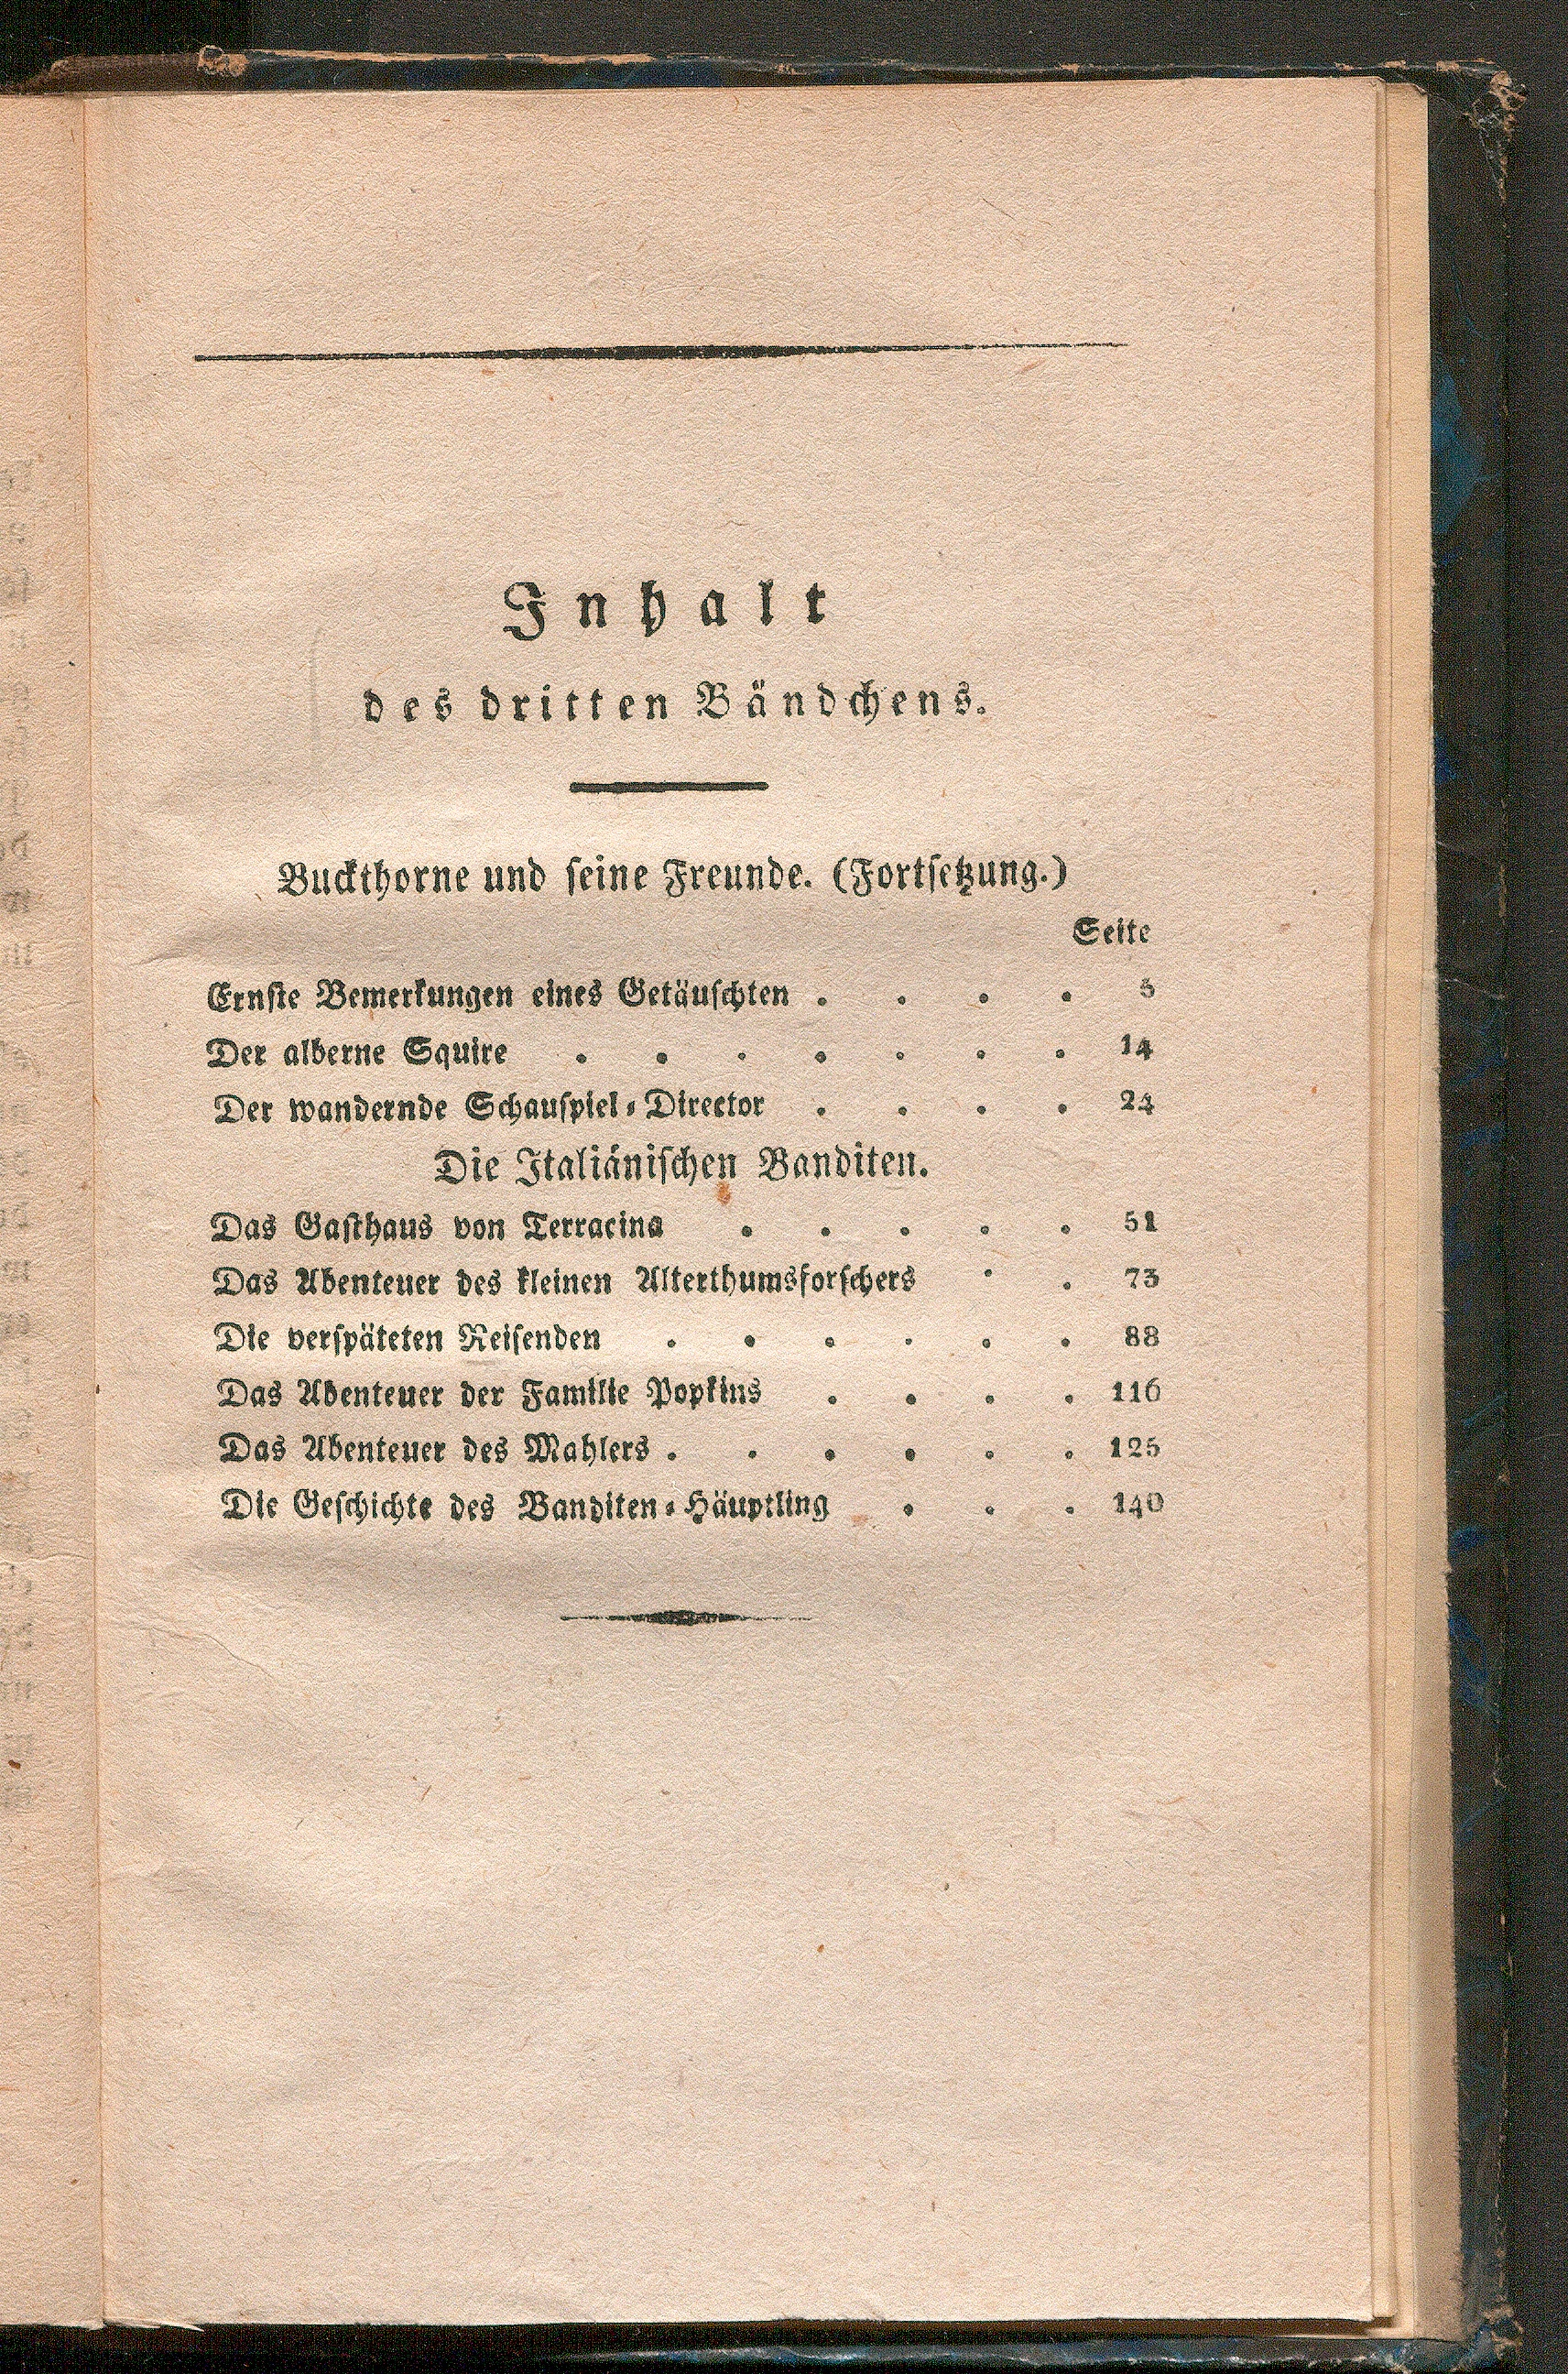 Inhalt
des dritten Bändchens.
Buckthorne und seine Freunde. (Fortsetzung.)
Seite
Ernste Bemerkungen eines Getäuschten . . . . 5
Der alberne Squire . . . . . . . 14
Der wandernde Schauspiel-Director . . . . 24
Die Italiänischen Banditen.
Das Gasthaus von Terracina . . . . . 51
Das Abenteuer des kleinen Alterthumsforschers . . 73
Die verspäteten Reisenden . . . . . . 88
Das Abenteuer der Familie Popkins . . . . 116
Das Abenteuer des Mahlers . . . . . . 125
Die Geschichte des Banditen-Häuptling . . . 140